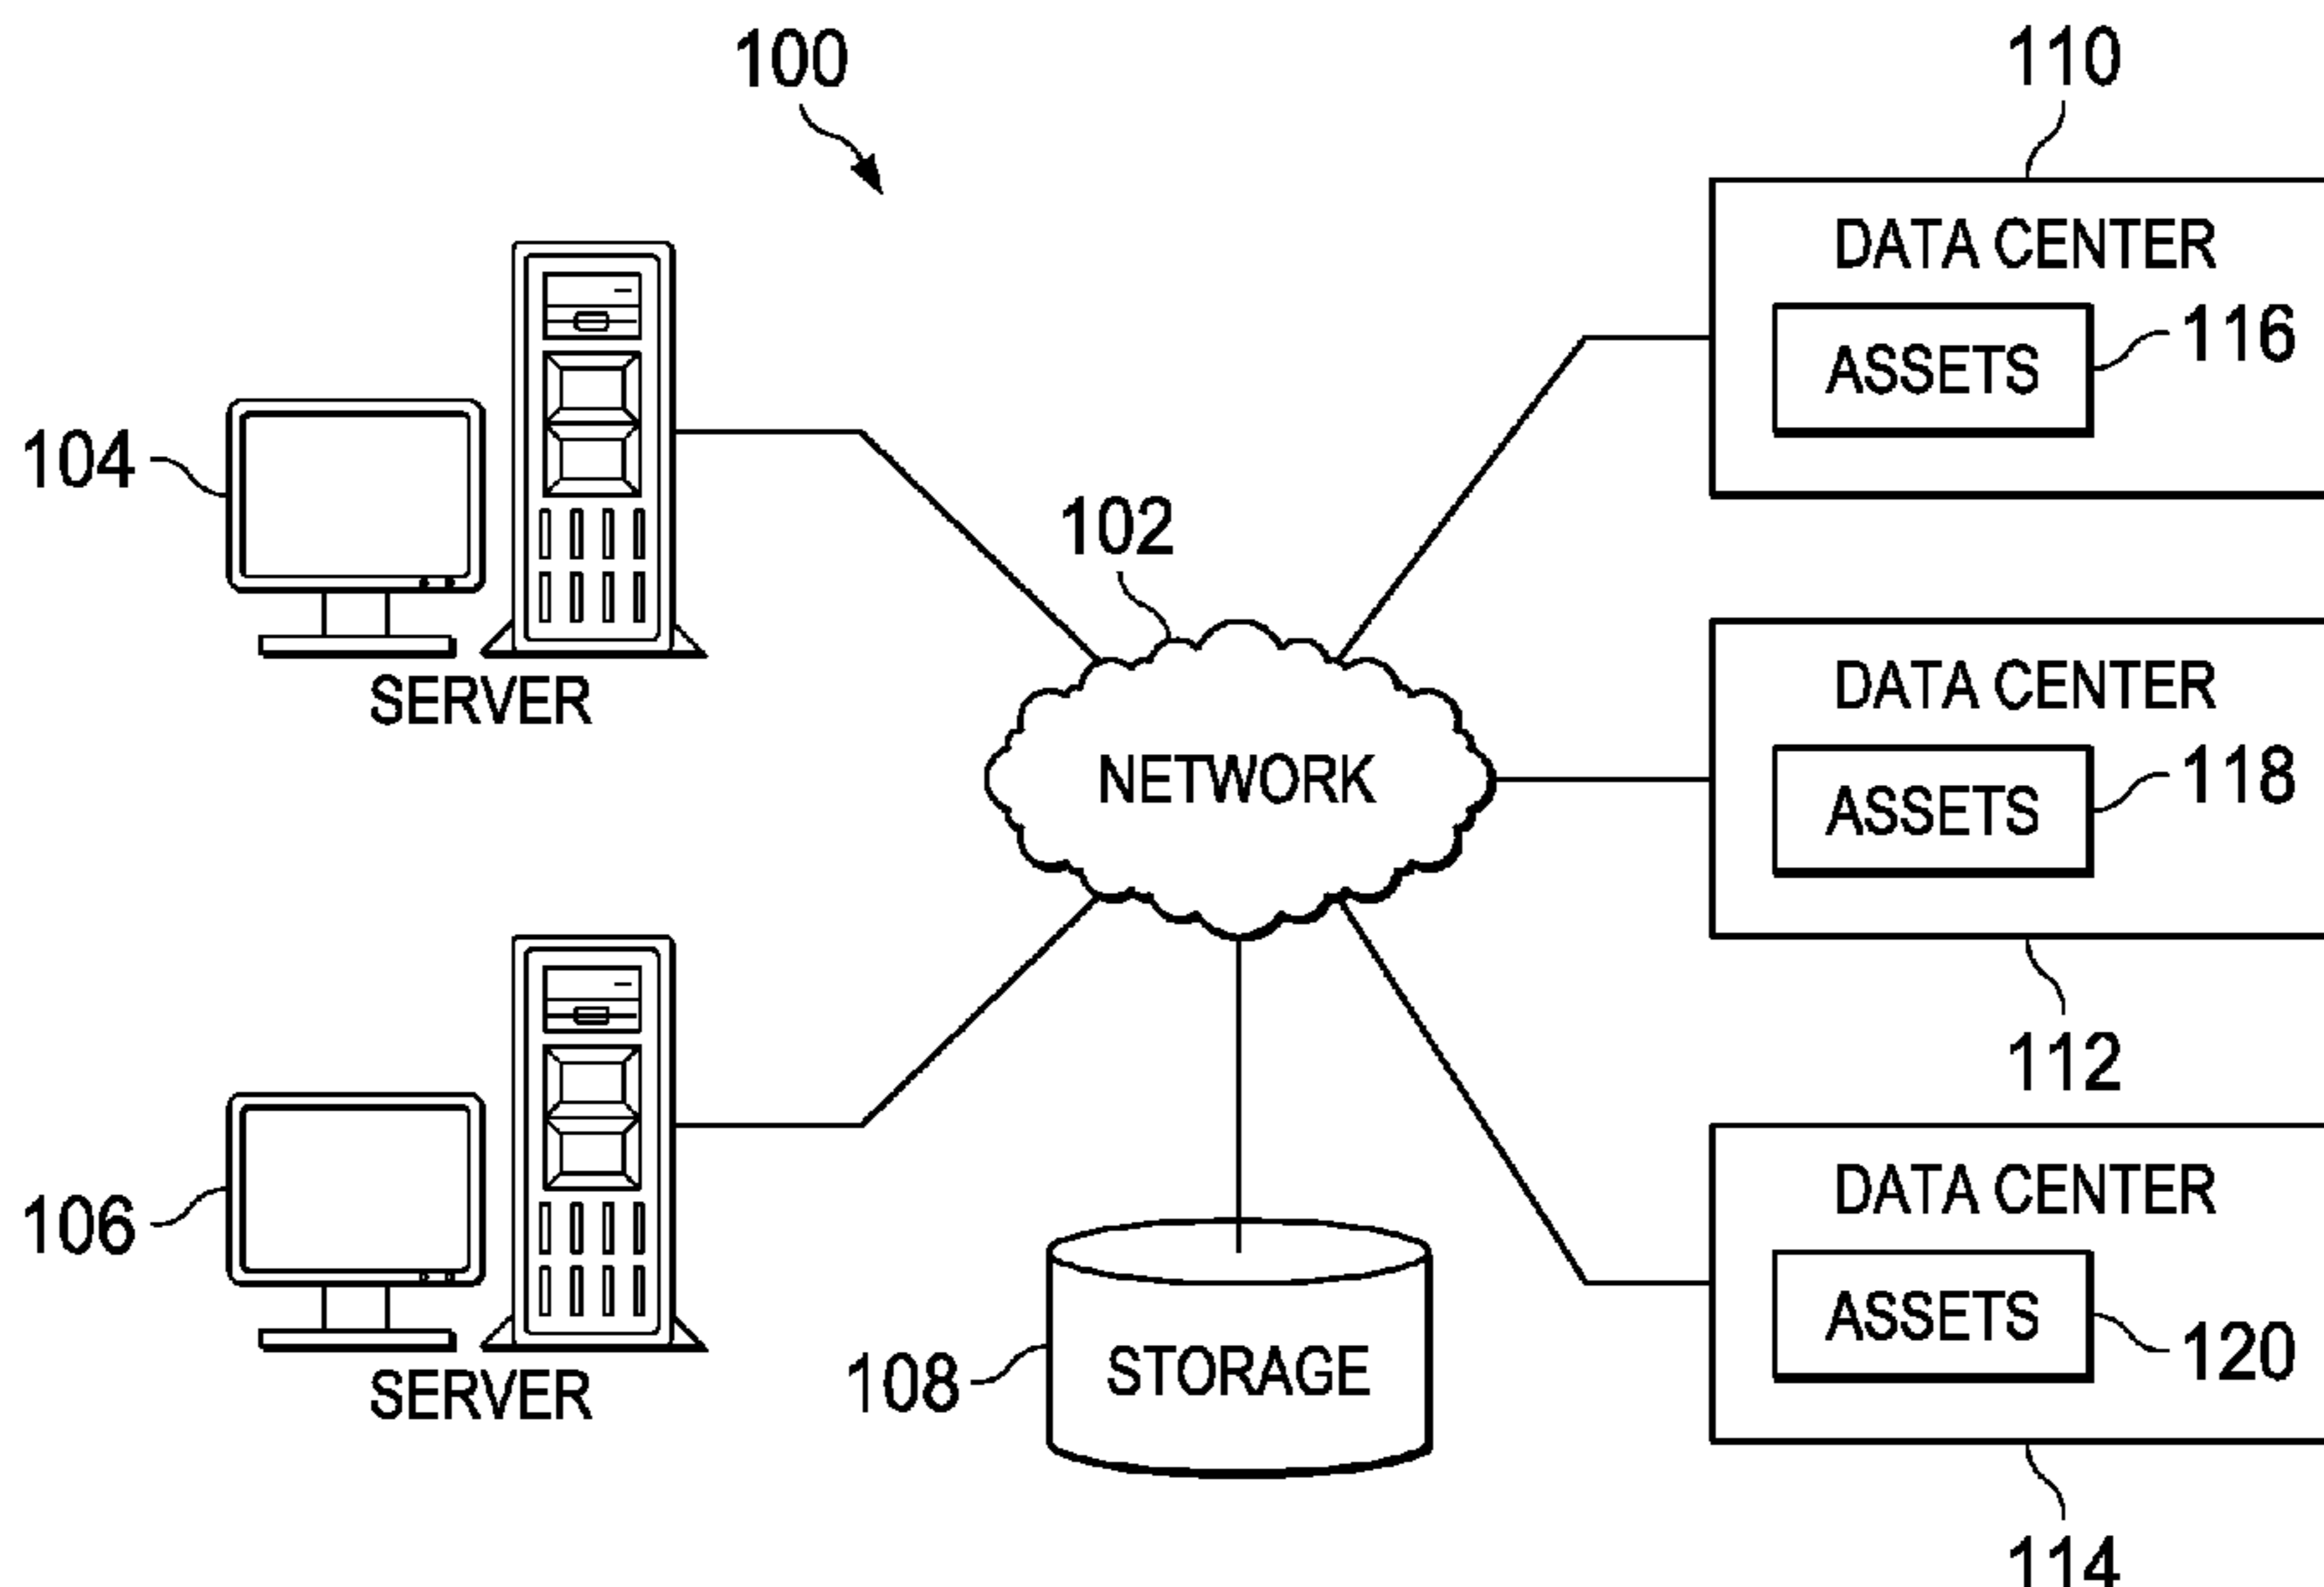 100
110
DATA CENTER
ASSETS
116
104
102
SERVER
DATA CENTER
NETWORK
ASSETS
118
112
DATA CENTER
106
ASSETS
120
108
STORAGE
SERVER
114